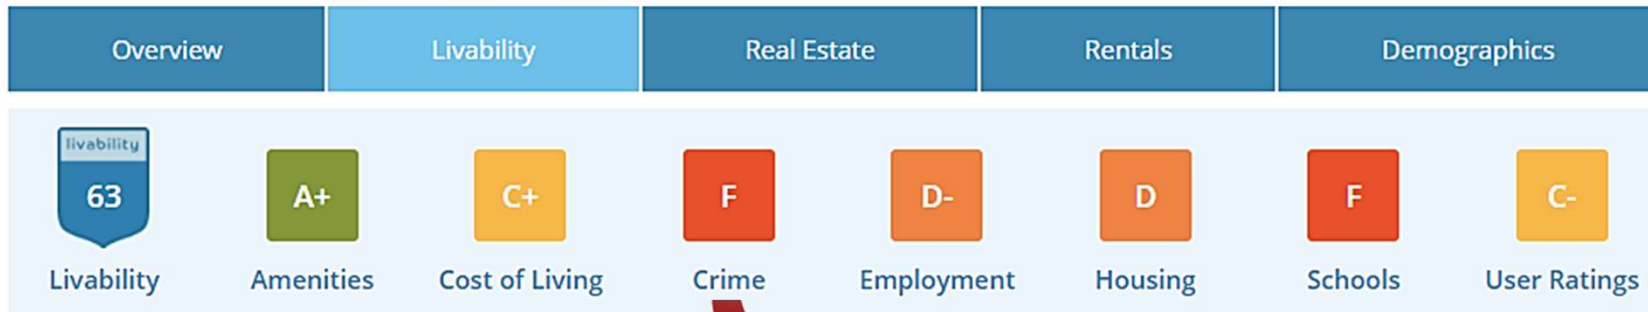 Overview Livability Real Estate Rentals Demographics
livability
63 A+ C+ F D- D F C-
Livability Amenities Cost of Living Crime Employment Housing Schools User Ratings